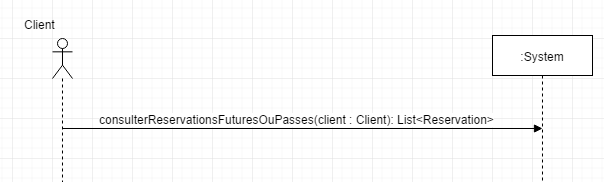 Client
:System
consulterReservationsFuturesOuPasses(client : Client): List<Reservation>